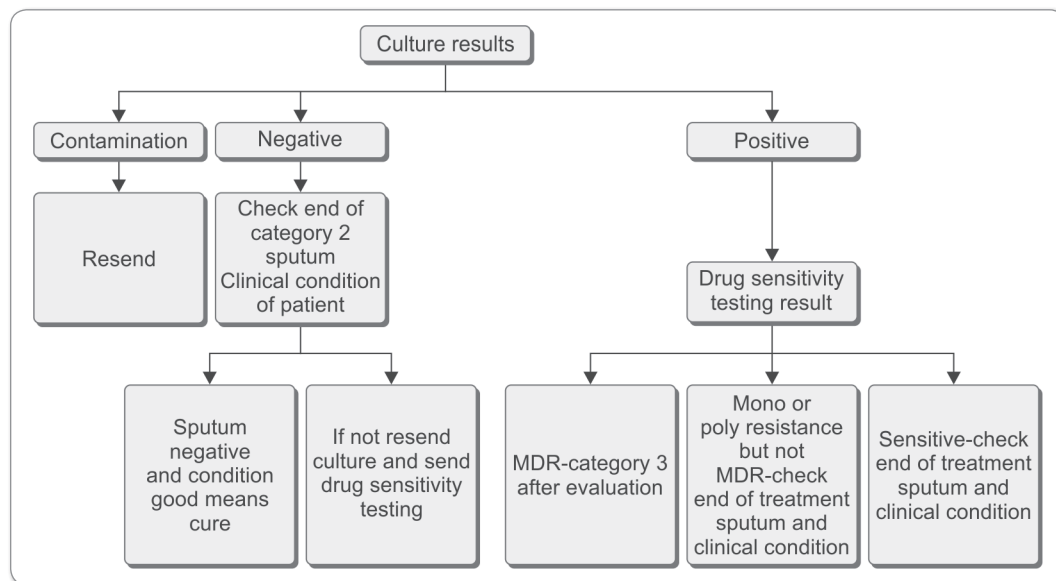 Culture results
Contamination
Negative
Positive
Resend
Check end of
category 2
sputum
Clinical condition
of patient
Drug sensitivity
testing result
Sputum
negative
and condition
good means
cure
If not resend
culture and send
drug sensitivity
testing
MDR-category 3
after evaluation
Mono or
poly resistance
but not
MDR-check
end of treatment
sputum and
clinical condition
Sensitive-check
end of treatment
sputum and
clinical condition